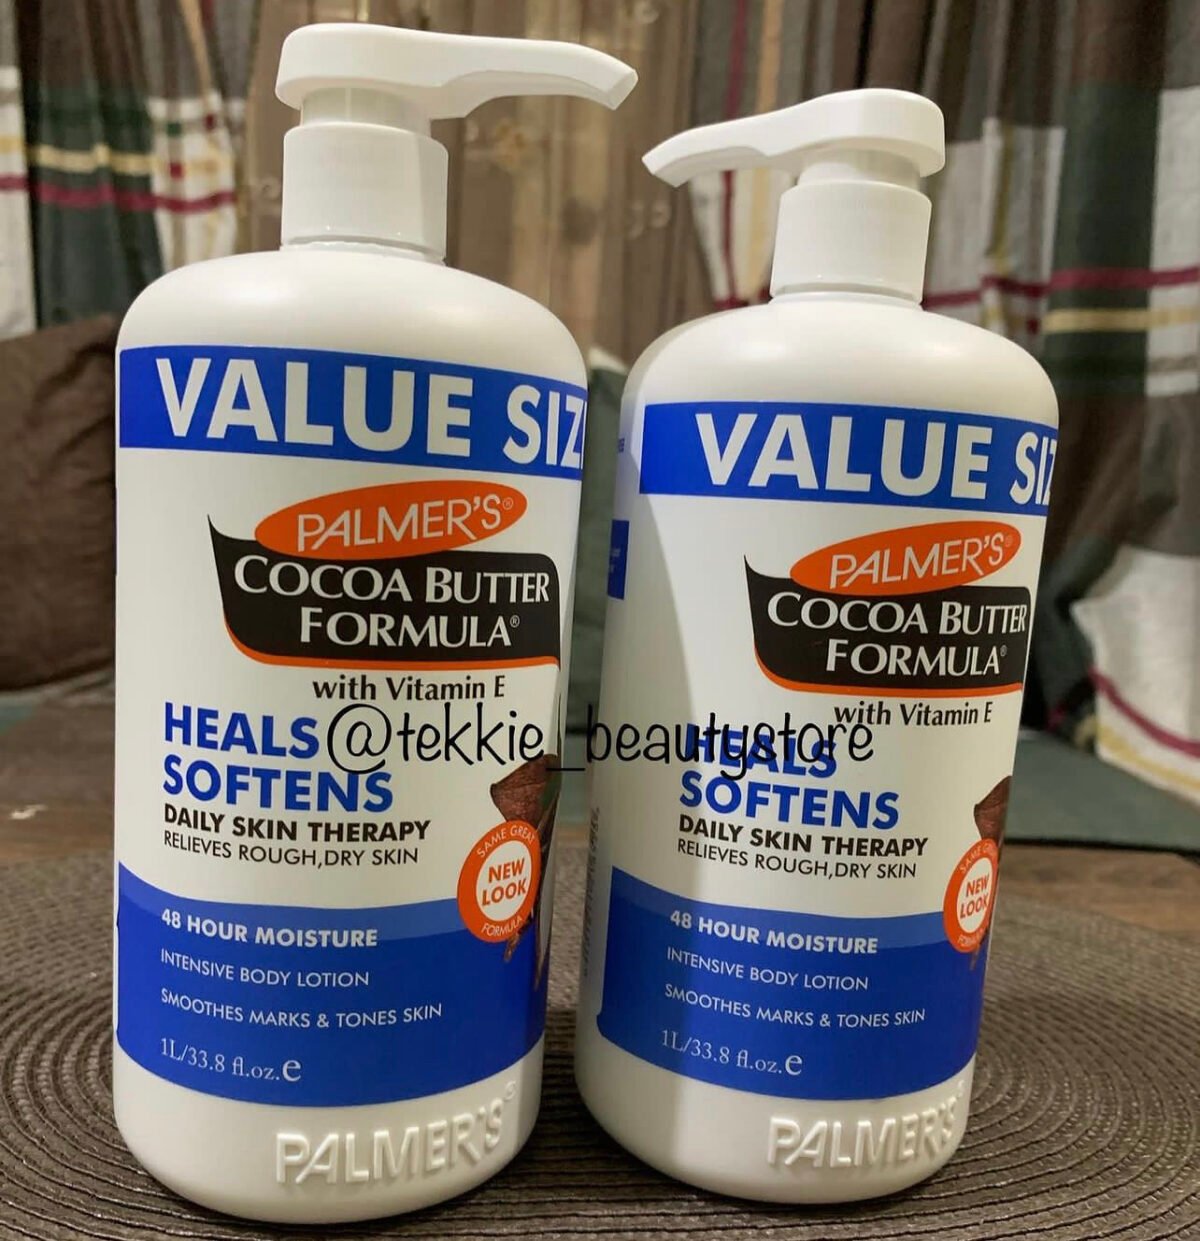 VALUE SIZ
PALMER'S®
COCOA BUTTER
FORMULA®
with Vitamin E
HEALS
SOFTENS
DAILY SKIN THERAPY
RELIEVES ROUGH,DRY SKIN
SAME GREAT
NEW
LOOK
FORMULA
48 HOUR MOISTURE
INTENSIVE BODY LOTION
SMOOTHES MARKS & TONES SKIN
1L/33.8 fl.oz.e
PALMER'S
@tekkie_beautystore
VALUE SIZ
PALMER'S®
COCOA BUTTER
FORMULA®
with Vitamin E
HEALS
SOFTENS
DAILY SKIN THERAPY
RELIEVES ROUGH,DRY SKIN
NEW
LOOK
48 HOUR MOISTURE
INTENSIVE BODY LOTION
SMOOTHES MARKS & TONES SKIN
1L/33.8 fl.oz.e
PALMER'S